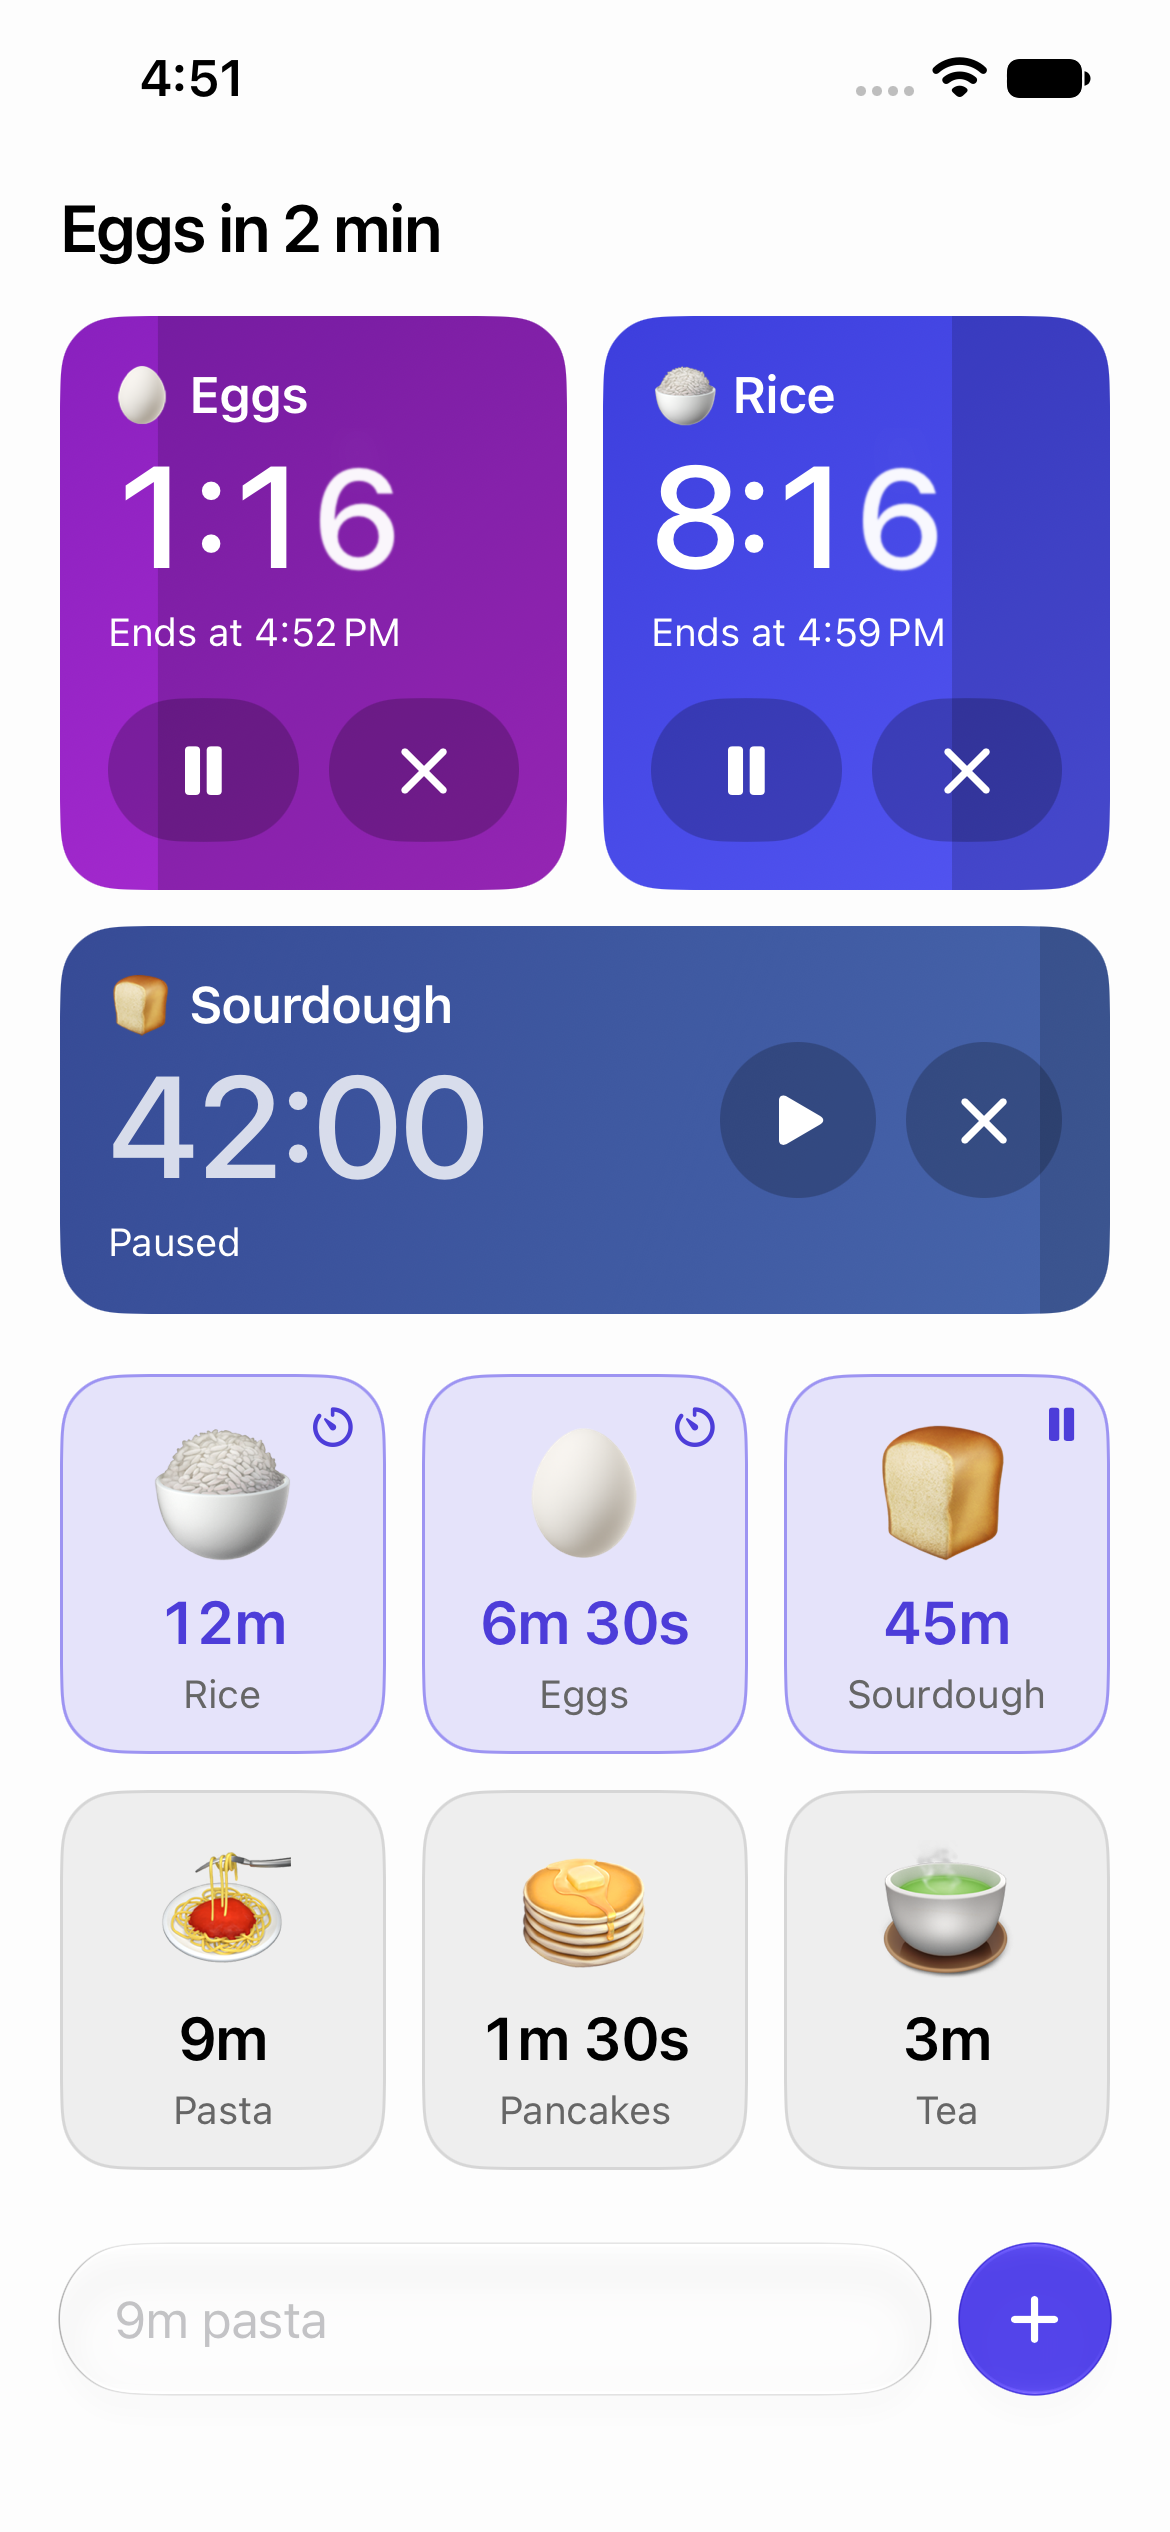 4:51
Eggs in 2 min
Eggs
1:16
Ends at 4:52 PM
Rice
8:16
Ends at 4:59 PM
Sourdough
42:00
Paused
12m
Rice
6m 30s
Eggs
45m
Sourdough
9m
Pasta
1m 30s
Pancakes
3m
Tea
9m pasta